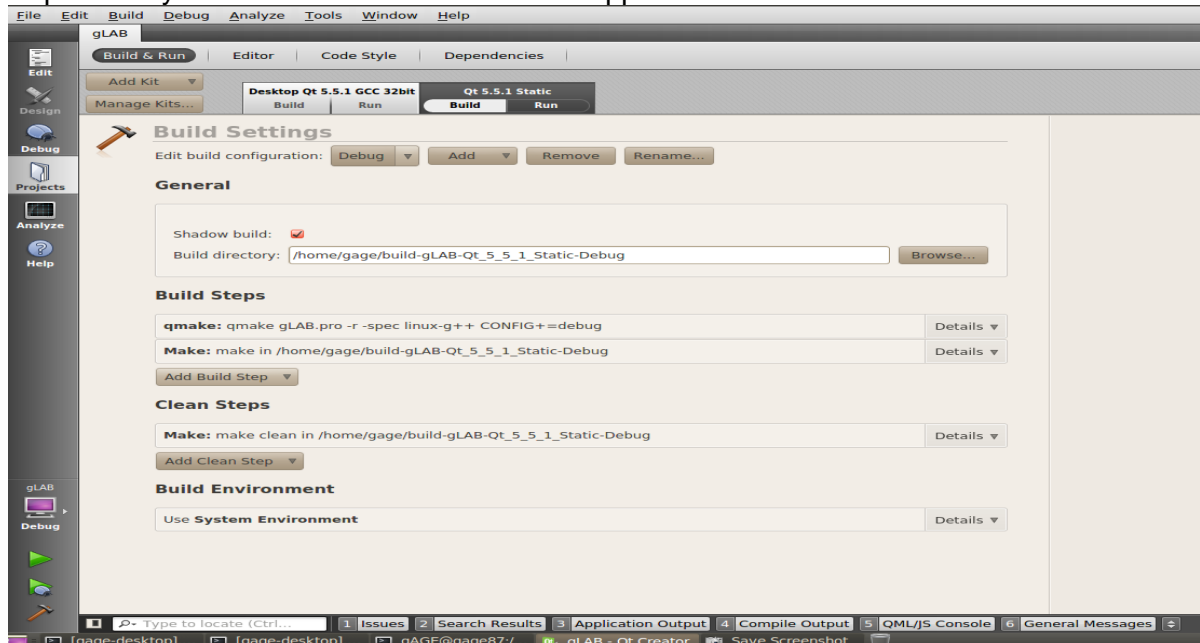 File Edit Build Debug Analyze Tools Window Help
gLAB
Build & Run Editor Code Style Dependencies
Edit
Add Kit
Manage Kits...
Desktop Qt 5.5.1 GCC 32bit
Build Run
Qt 5.5.1 Static
Build Run
Design
Debug
Projects
Analyze
Help
Build Settings
Edit build configuration: Debug Add Remove Rename...
General
Shadow build:
Build directory: /home/gage/build-gLAB-Qt_5_5_1_Static-Debug Browse...
Build Steps
qmake: qmake gLAB.pro -r -spec linux-g++ CONFIG+=debug Details
Make: make in /home/gage/build-gLAB-Qt_5_5_1_Static-Debug Details
Add Build Step
Clean Steps
Make: make clean in /home/gage/build-gLAB-Qt_5_5_1_Static-Debug Details
Add Clean Step
Build Environment
Use System Environment Details
gLAB
Debug
Type to locate (Ctrl... 1 Issues 2 Search Results 3 Application Output 4 Compile Output 5 QML/JS Console 6 General Messages
[gage-desktop] [gage-desktop] gAGE@gage87:/ gLAB - Qt Creator Save Screenshot